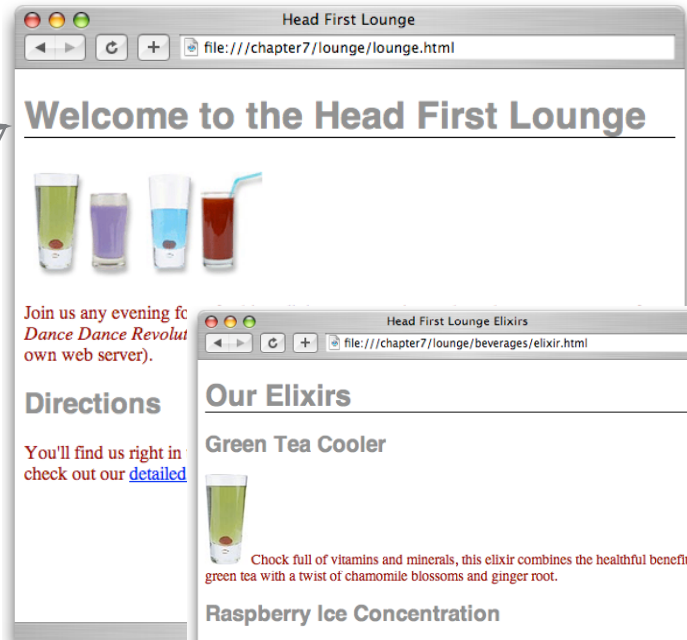 Head First Lounge
file:///chapter7/lounge/lounge.html
Welcome to the Head First Lounge
Join us any evening fo
Dance Dance Revolut
own web server).
Directions
You'll find us right in
check out our detailed
Head First Lounge Elixirs
file:///chapter7/lounge/beverages/elixir.html
Our Elixirs
Green Tea Cooler
Chock full of vitamins and minerals, this elixir combines the healthful benefi
green tea with a twist of chamomile blossoms and ginger root.
Raspberry Ice Concentration